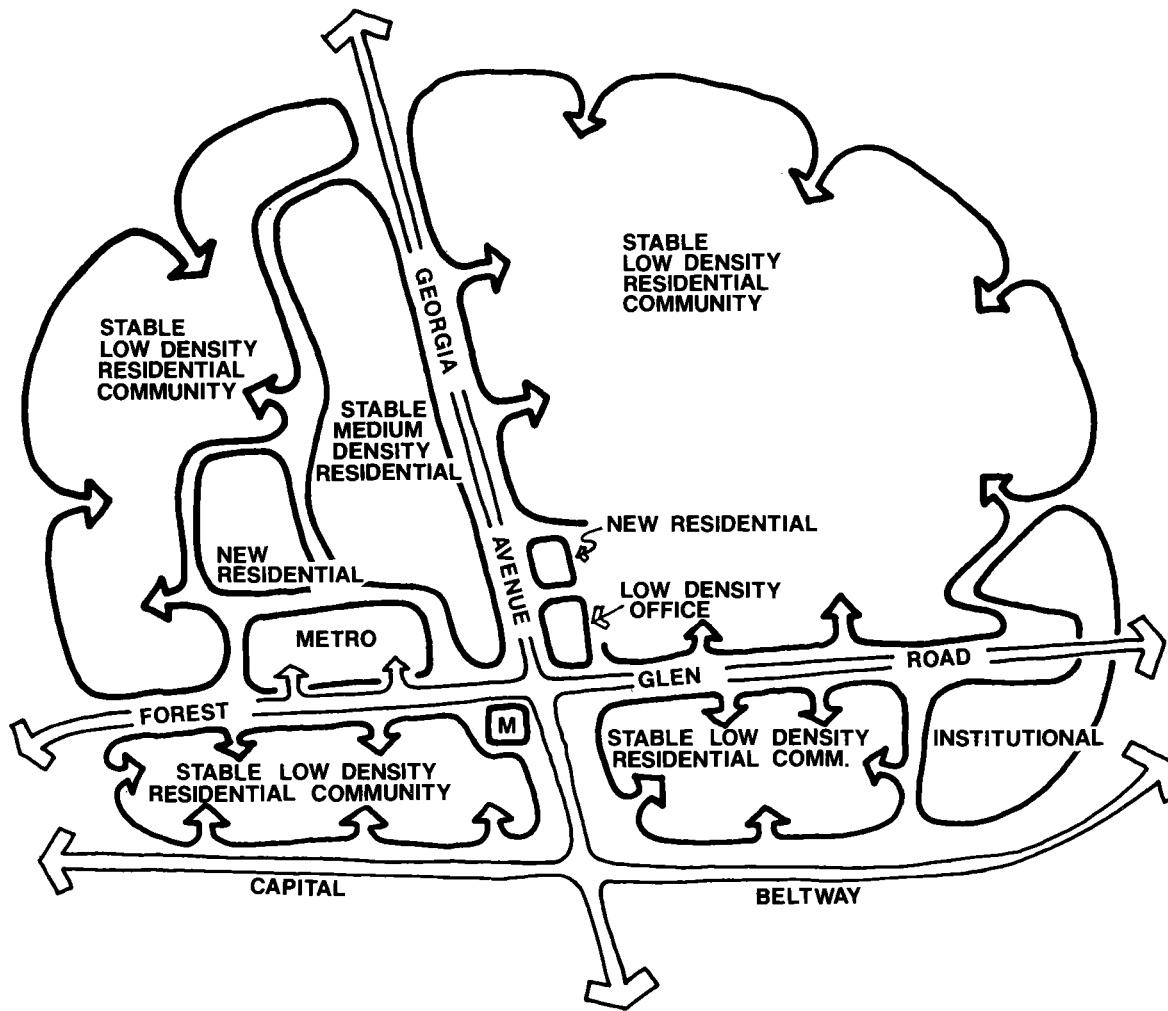 STABLE
LOW DENSITY
RESIDENTIAL
COMMUNITY
GEORGIA
STABLE
LOW DENSITY
RESIDENTIAL
COMMUNITY
STABLE
MEDIUM
DENSITY
RESIDENTIAL
NEW RESIDENTIAL
AVENUE
NEW
RESIDENTIAL
LOW DENSITY
OFFICE
METRO
ROAD
GLEN
FOREST
M
STABLE LOW DENSITY
RESIDENTIAL COMM.
INSTITUTIONAL
STABLE LOW DENSITY
RESIDENTIAL COMMUNITY
CAPITAL
BELTWAY